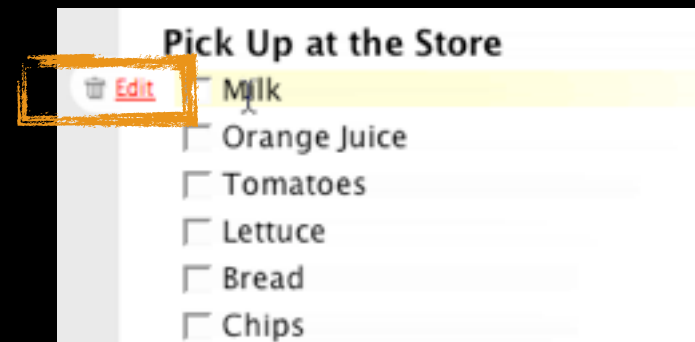 Pick Up at the Store
Edit Milk
Orange Juice
Tomatoes
Lettuce
Bread
Chips